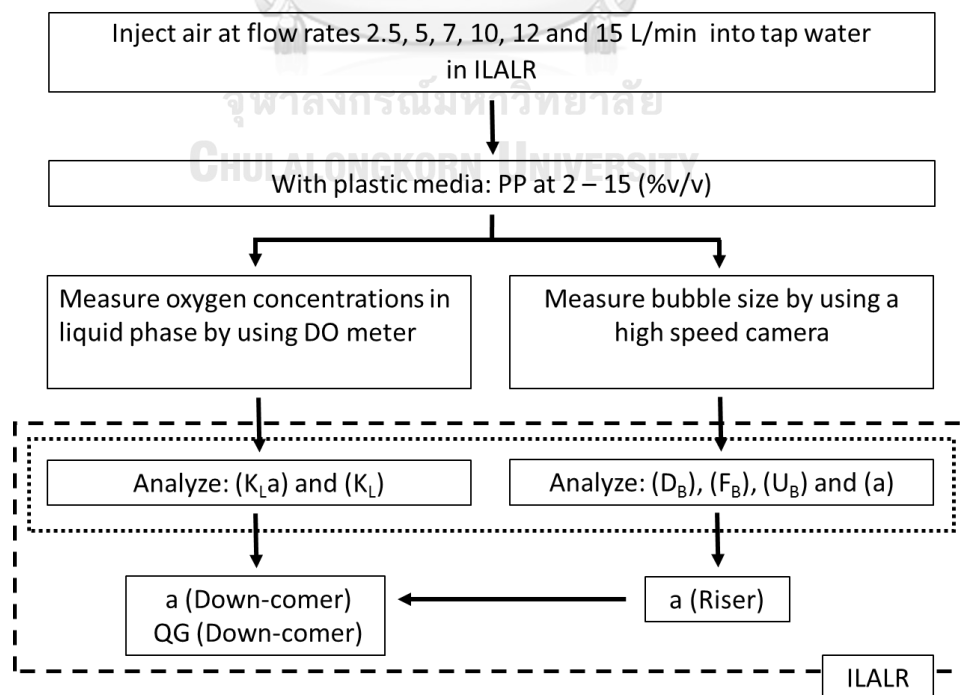 Inject air at flow rates 2.5, 5, 7, 10, 12 and 15 L/min into tap water
in ILALR
จุฬาลงกรณ์มหาวิทยาลัย
CHULALONGKORN UNIVERSITY
With plastic media: PP at 2 – 15 (%v/v)
Measure oxygen concentrations in
liquid phase by using DO meter
Measure bubble size by using a
high speed camera
Analyze: (KLa) and (KL)
Analyze: (DB), (FB), (UB) and (a)
a (Down-comer)
QG (Down-comer)
a (Riser)
ILALR